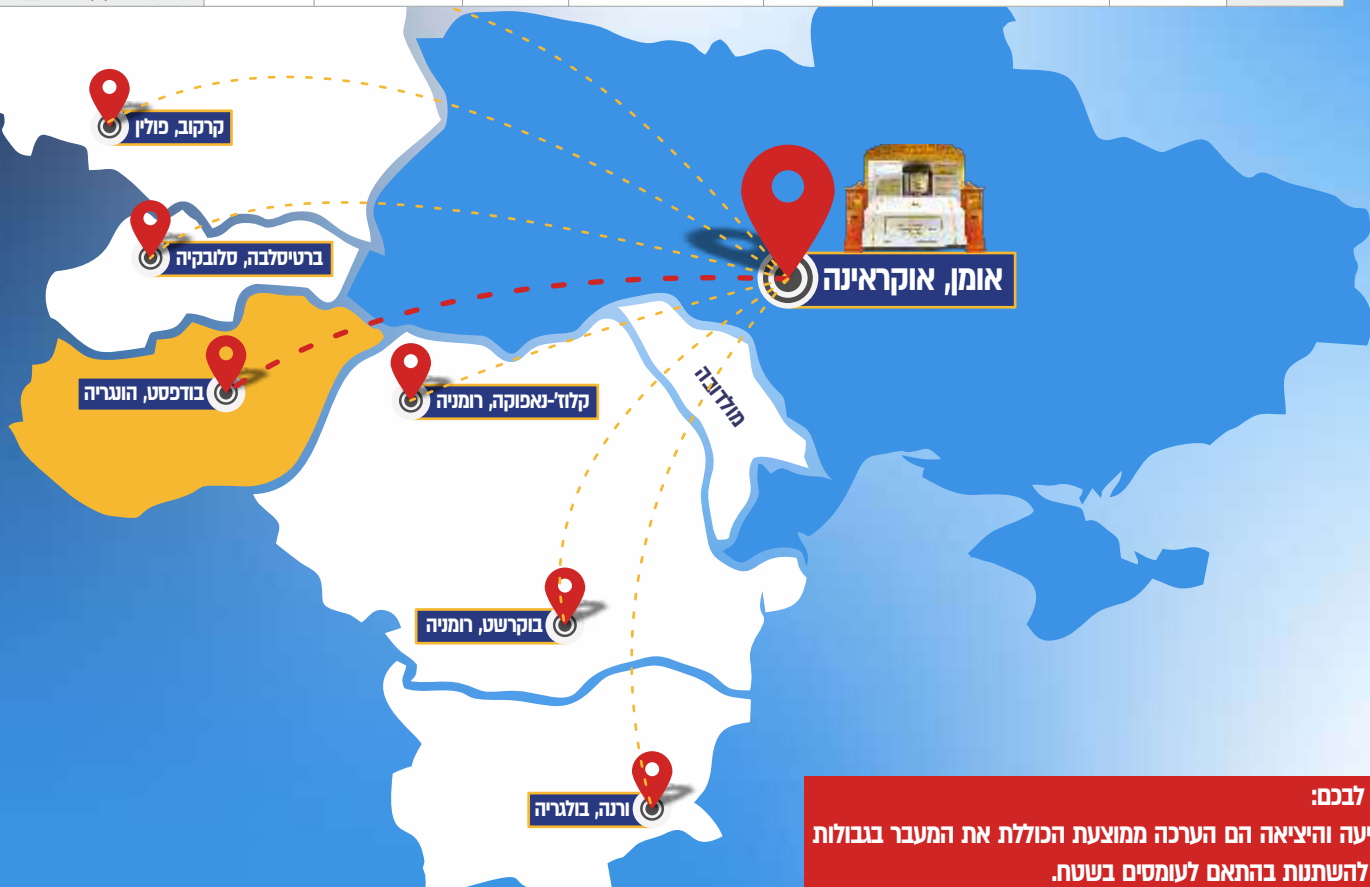 קרקוב, פולין
ברטיסלבה, סלובקיה
אומן, אוקראינה
בודפסט, הונגריה
קלוז'-נאפוקה, רומניה
מולדובה
בוקרשט, רומניה
ורנה, בולגריה
לבכם:
והיציאה הם הערכה ממוצעת הכוללת את המעבר בגבולות
להשתנות בהתאם לעומסים בשטח.